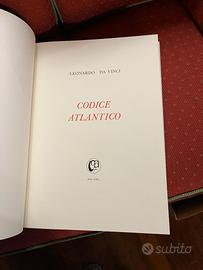 LEONARDO DA VINCI
CODICE
ATLANTICO
subito